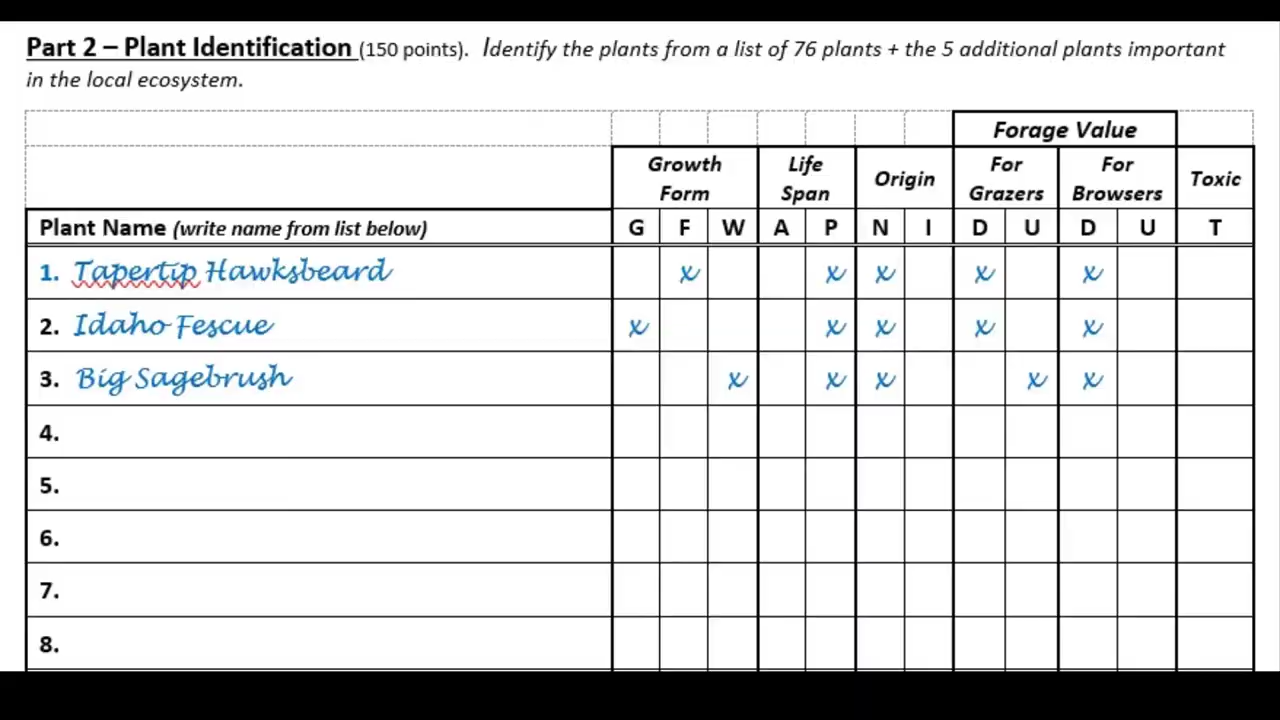 Part 2 – Plant Identification (150 points). Identify the plants from a list of 76 plants + the 5 additional plants important
in the local ecosystem.
Forage Value
Growth Form Life Span Origin For Grazers For Browsers Toxic
Plant Name (write name from list below) G F W A P N I D U D U T
1. Tapertip Hawksbeard x x x x x
2. Idaho Fescue x x x x x
3. Big Sagebrush x x x x x
4.
5.
6.
7.
8.